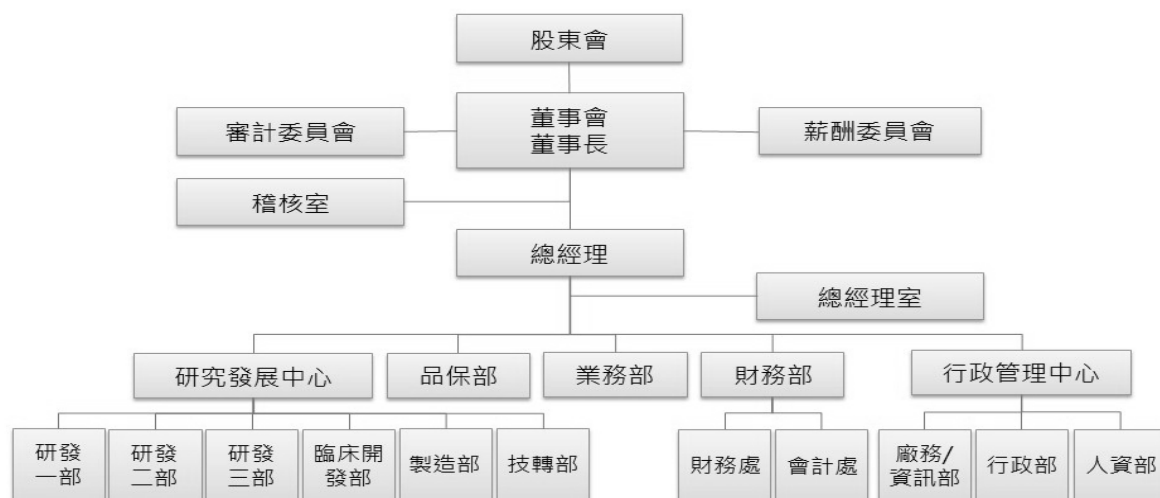 股東會
董事會
董事長
審計委員會
薪酬委員會
稽核室
總經理
總經理室
研究發展中心
品保部
業務部
財務部
行政管理中心
研發
一部
研發
二部
研發
三部
臨床開
發部
製造部
技轉部
財務處
會計處
廠務/
資訊部
行政部
人資部